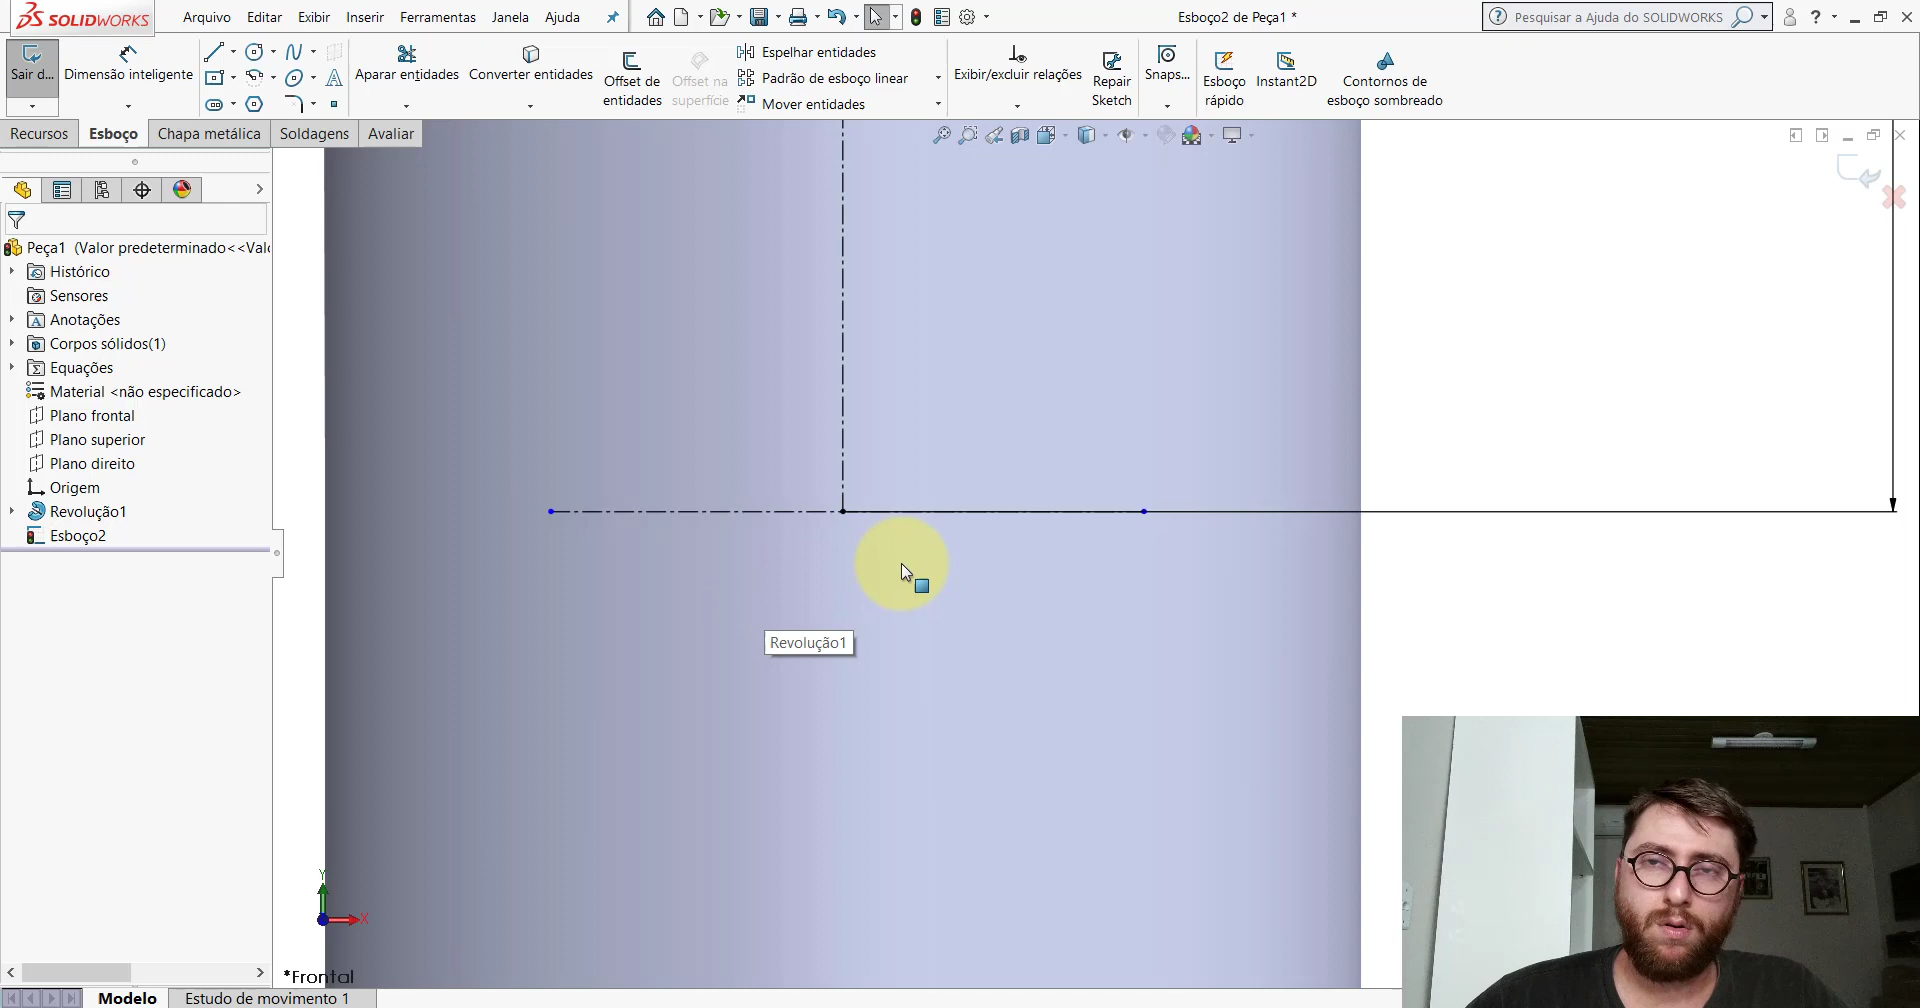 SOLIDWORKS
Arquivo Editar Exibir Inserir Ferramentas Janela Ajuda
Esboço2 de Peça1 *
Pesquisar a Ajuda do SOLIDWORKS
Sair d...
Dimensão inteligente
Aparar entidades
Converter entidades
Offset de entidades
Offset na superfície
Espelhar entidades
Padrão de esboço linear
Mover entidades
Exibir/excluir relações
Repair Sketch
Snaps...
Esboço rápido
Instant2D
Contornos de esboço sombreado
Recursos Esboço Chapa metálica Soldagens Avaliar
Peça1 (Valor predeterminado<<Valo
Histórico
Sensores
Anotações
Corpos sólidos(1)
Equações
Material <não especificado>
Plano frontal
Plano superior
Plano direito
Origem
Revolução1
Esboço2
Revolução1
Y
X
*Frontal
Modelo Estudo de movimento 1